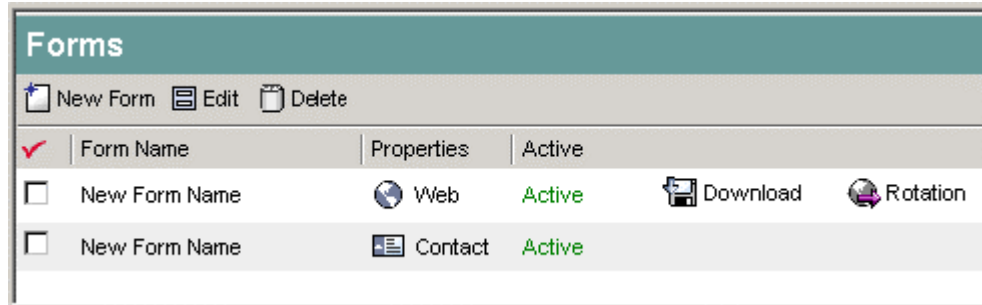 Forms
New Form Edit Delete
Form Name Properties Active
New Form Name Web Active Download Rotation
New Form Name Contact Active